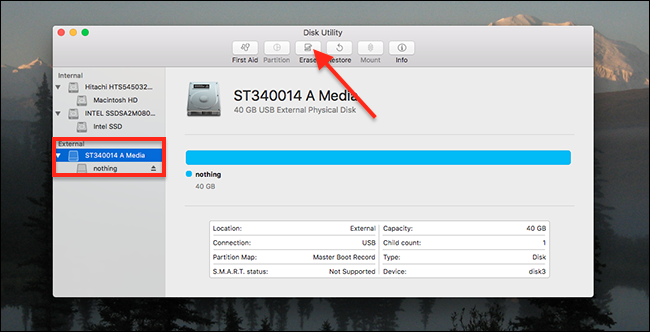 Disk Utility
First Aid Partition Erase Restore Mount Info
Internal
Hitachi HTS545032...
Macintosh HD
INTEL SSDSA2M080...
Intel SSD
External
ST340014 A Media
nothing
ST340014 A Media
40 GB USB External Physical Disk
nothing
40 GB
Location: External
Capacity: 40 GB
Connection: USB
Child count: 1
Partition Map: Master Boot Record
Type: Disk
S.M.A.R.T. status: Not Supported
Device: disk3